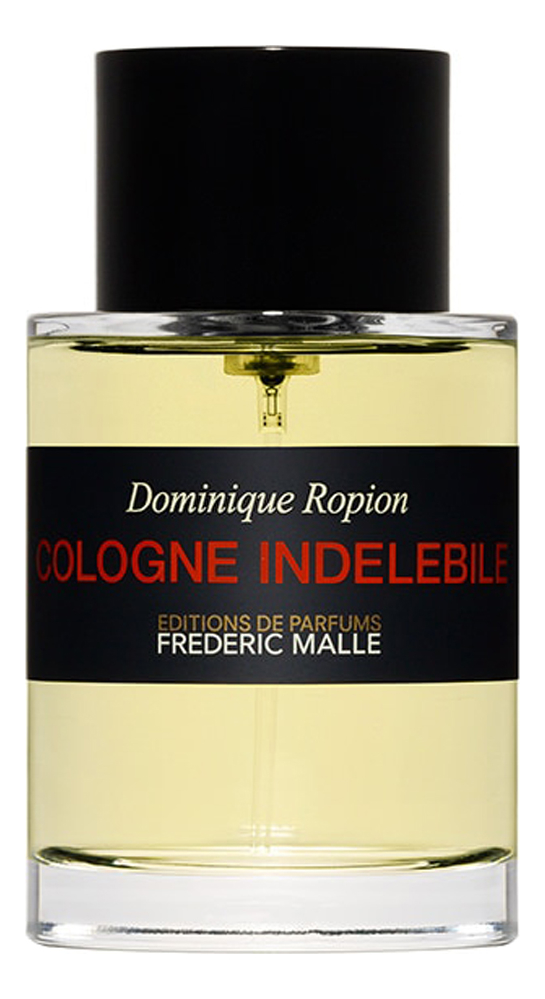 Dominique Ropion
COLOGNE INDELEBILE
EDITIONS DE PARFUMS
FREDERIC MALLE